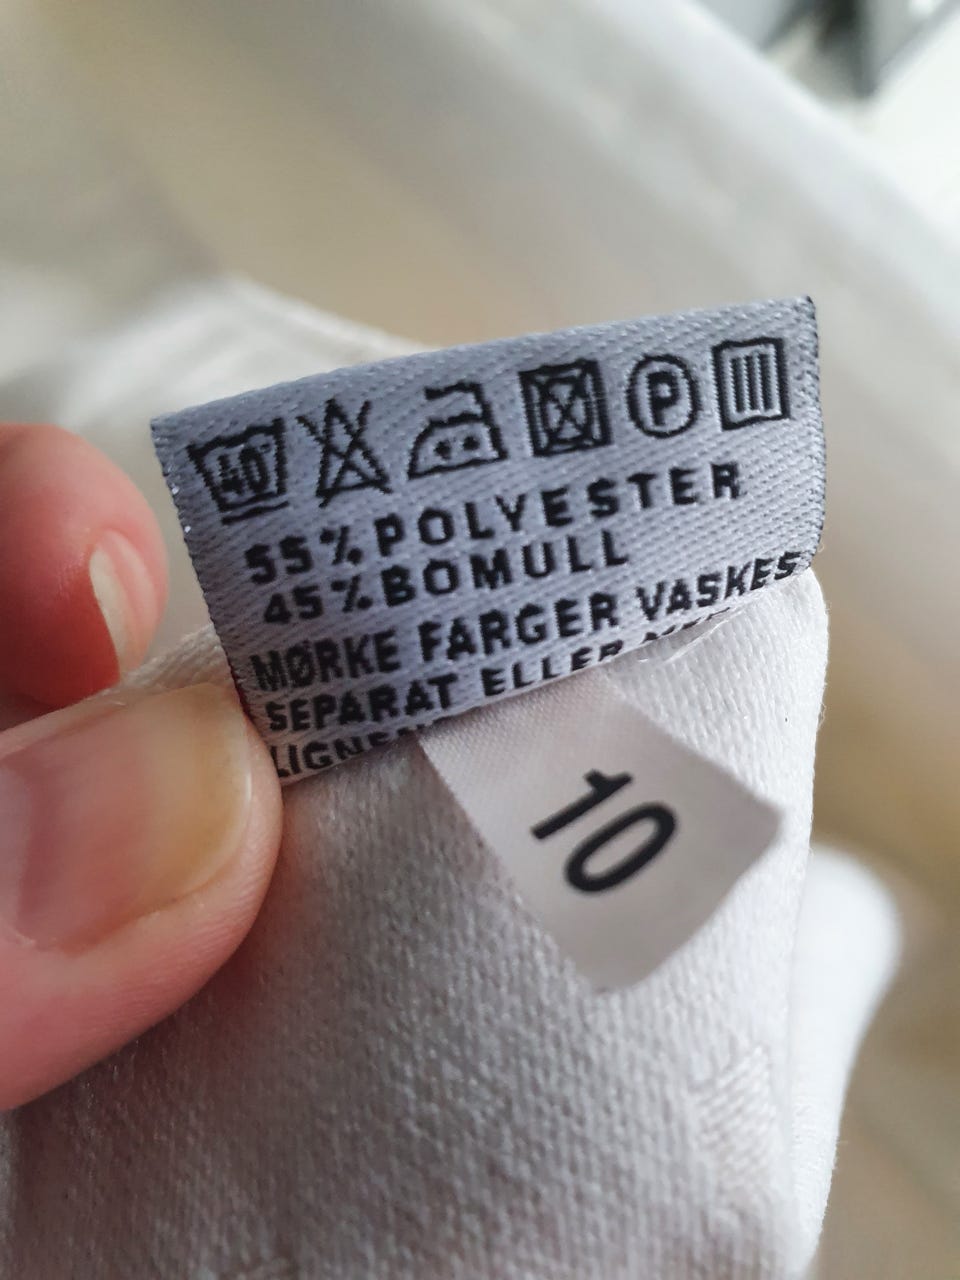 40°
P
55% POLYESTER
45% BOMULL
MØRKE FARGER VASKES
SEPARAT ELLER
10